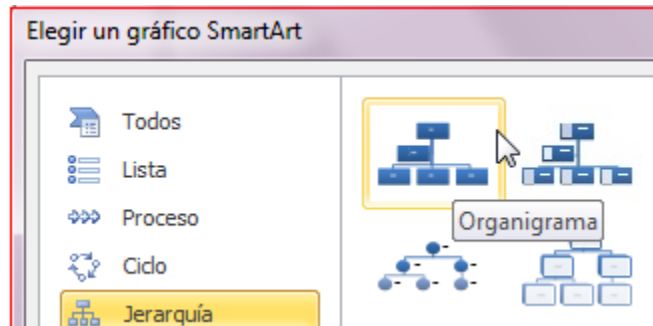 Elegir un gráfico SmartArt
Todos
Lista
Proceso
Ciclo
Jerarquía
Organigrama